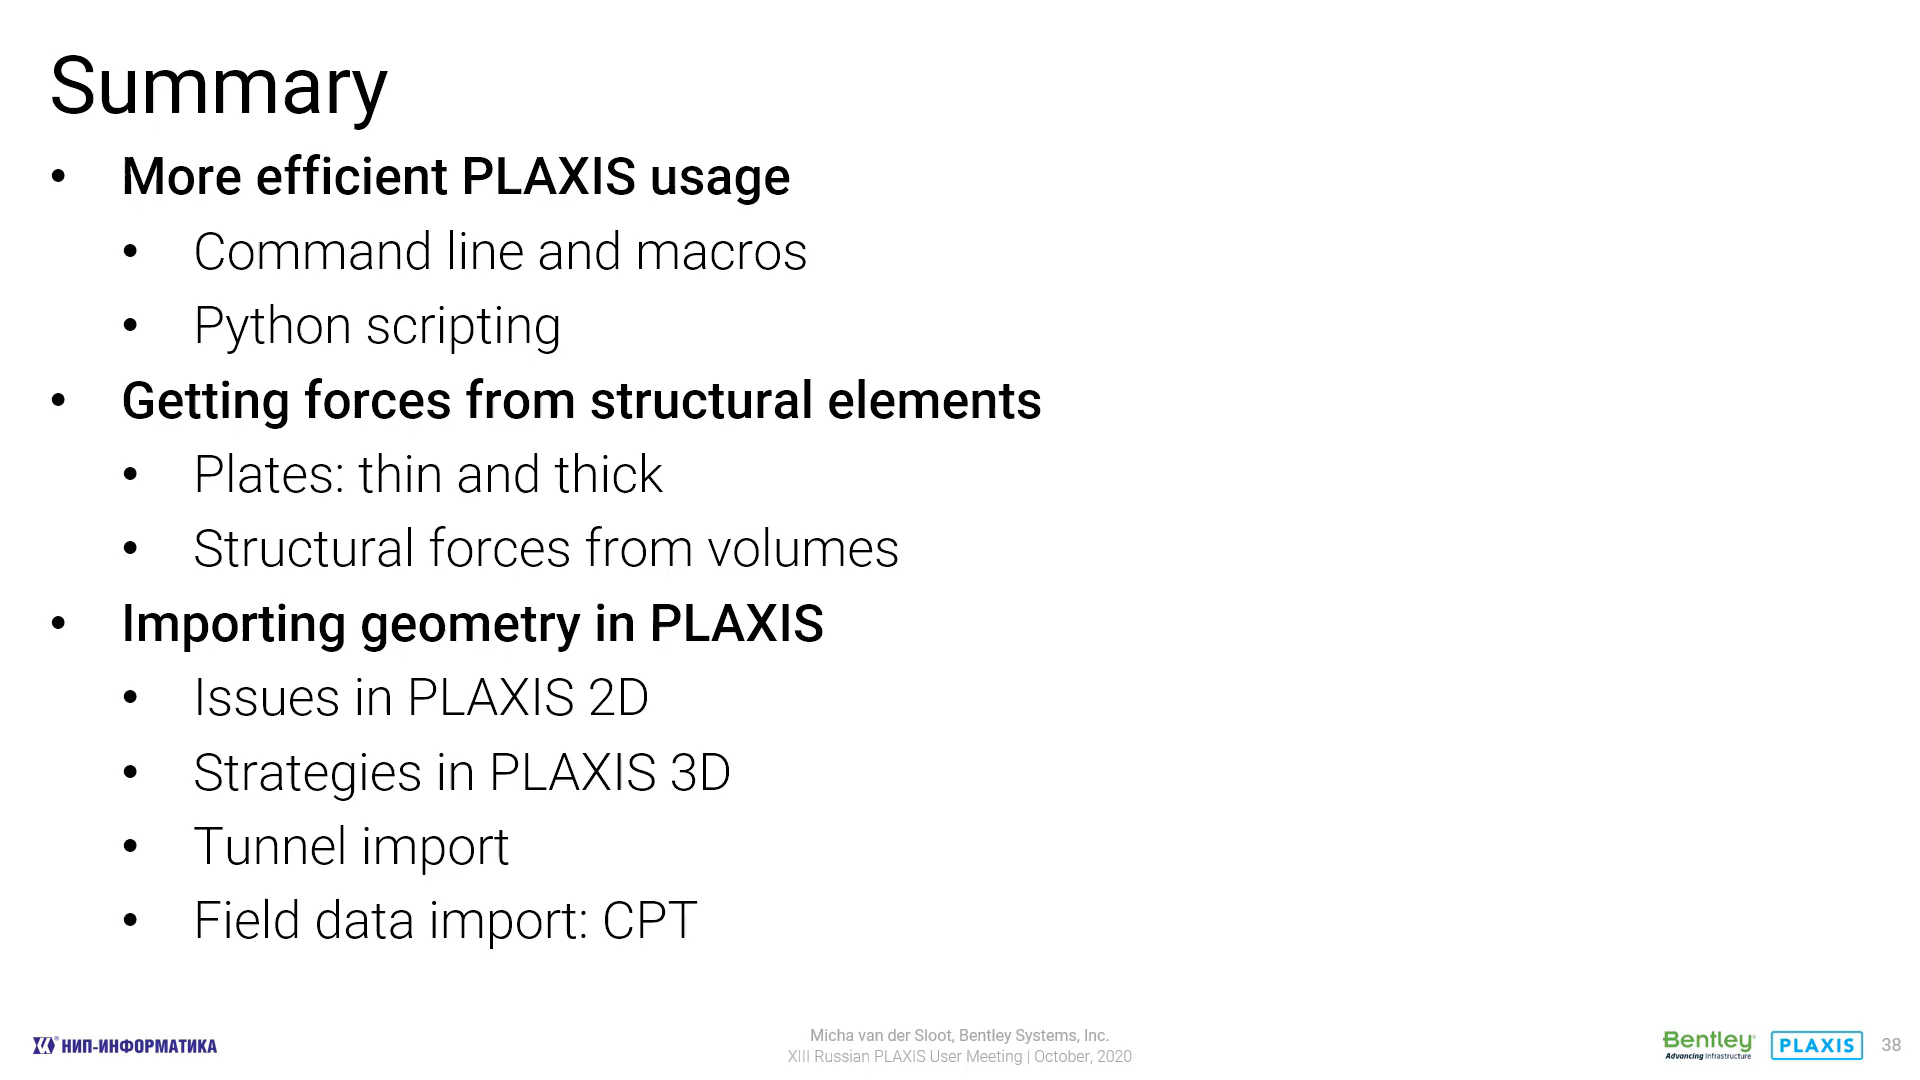 Summary
• More efficient PLAXIS usage
• Command line and macros
• Python scripting
• Getting forces from structural elements
• Plates: thin and thick
• Structural forces from volumes
• Importing geometry in PLAXIS
• Issues in PLAXIS 2D
• Strategies in PLAXIS 3D
• Tunnel import
• Field data import: CPT
НИП-ИНФОРМАТИКА
Micha van der Sloot, Bentley Systems, Inc.
XIII Russian PLAXIS User Meeting | October, 2020
Bentley®
Advancing Infrastructure
PLAXIS
38